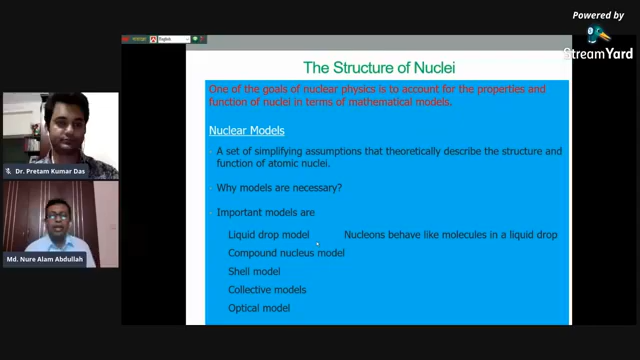 Powered by
StreamYard
English
The Structure of Nuclei
One of the goals of nuclear physics is to account for the properties and
function of nuclei in terms of mathematical models.
Nuclear Models
A set of simplifying assumptions that theoretically describe the structure and
function of atomic nuclei.
Why models are necessary?
Important models are
Liquid drop model Nucleons behave like molecules in a liquid drop
Compound nucleus model
Shell model
Collective models
Optical model
Dr. Pretam Kumar Das
Md. Nure Alam Abdullah